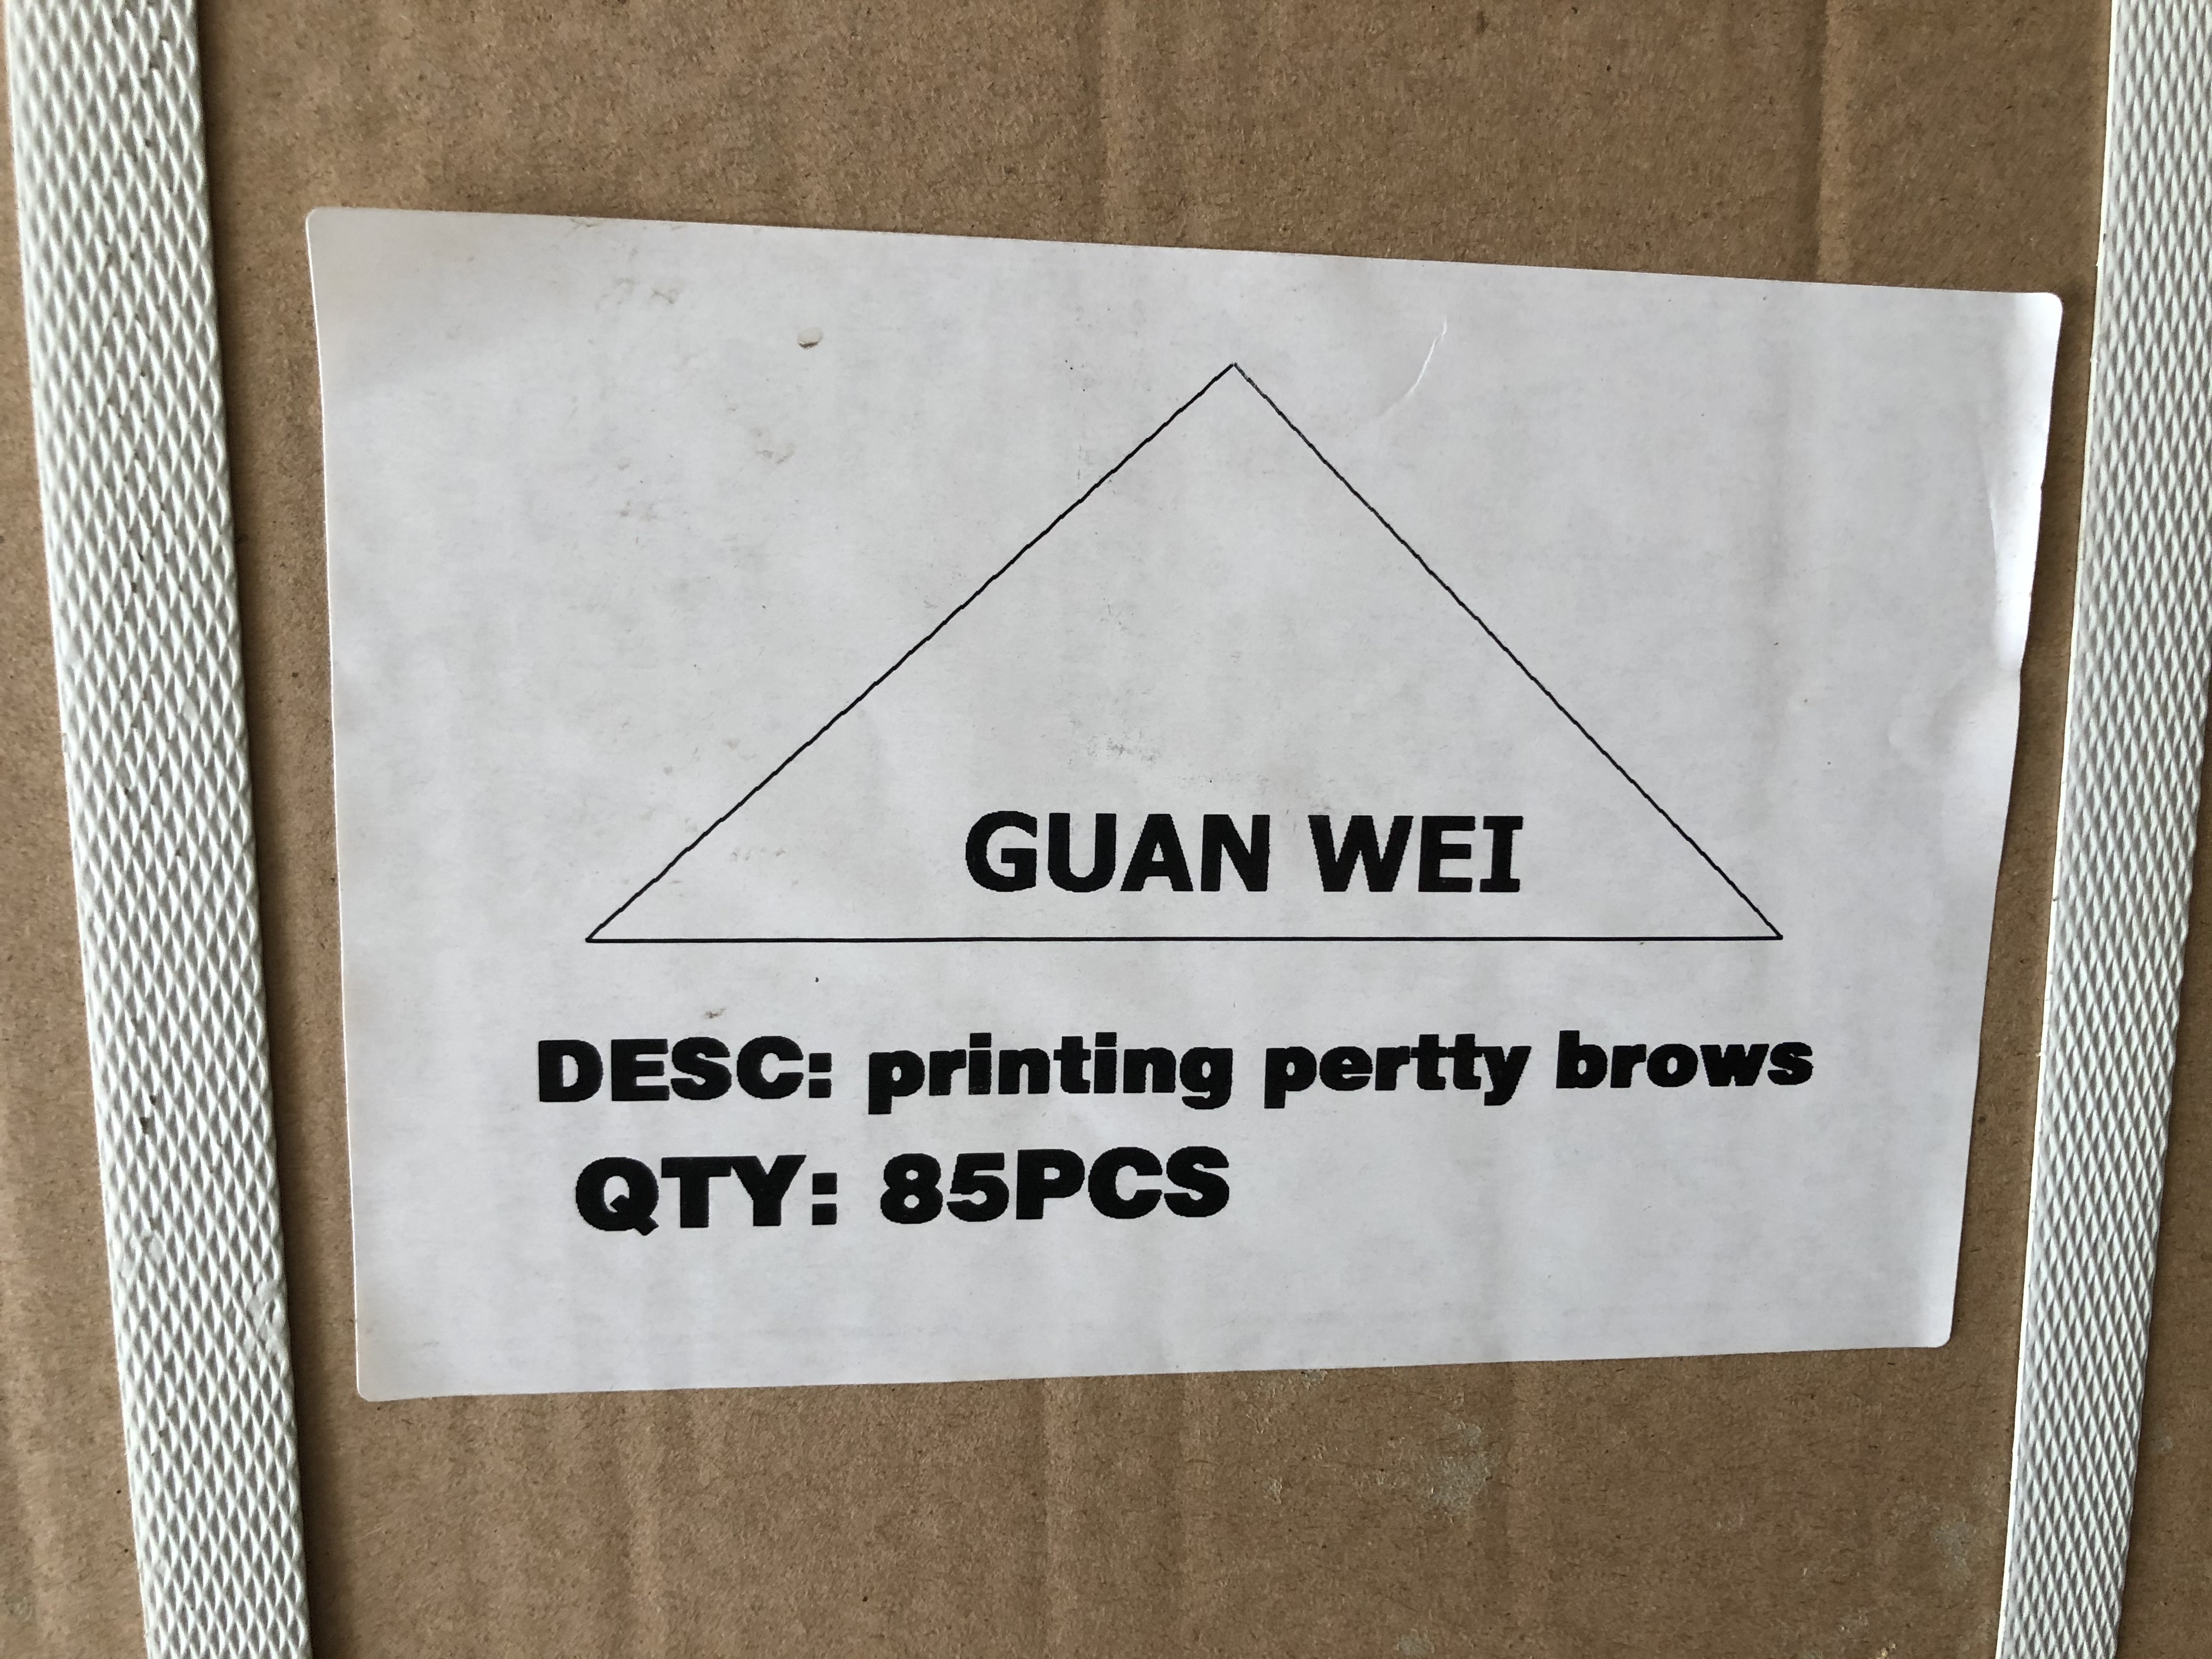 GUAN WEI
DESC: printing pertty brows
QTY: 85PCS